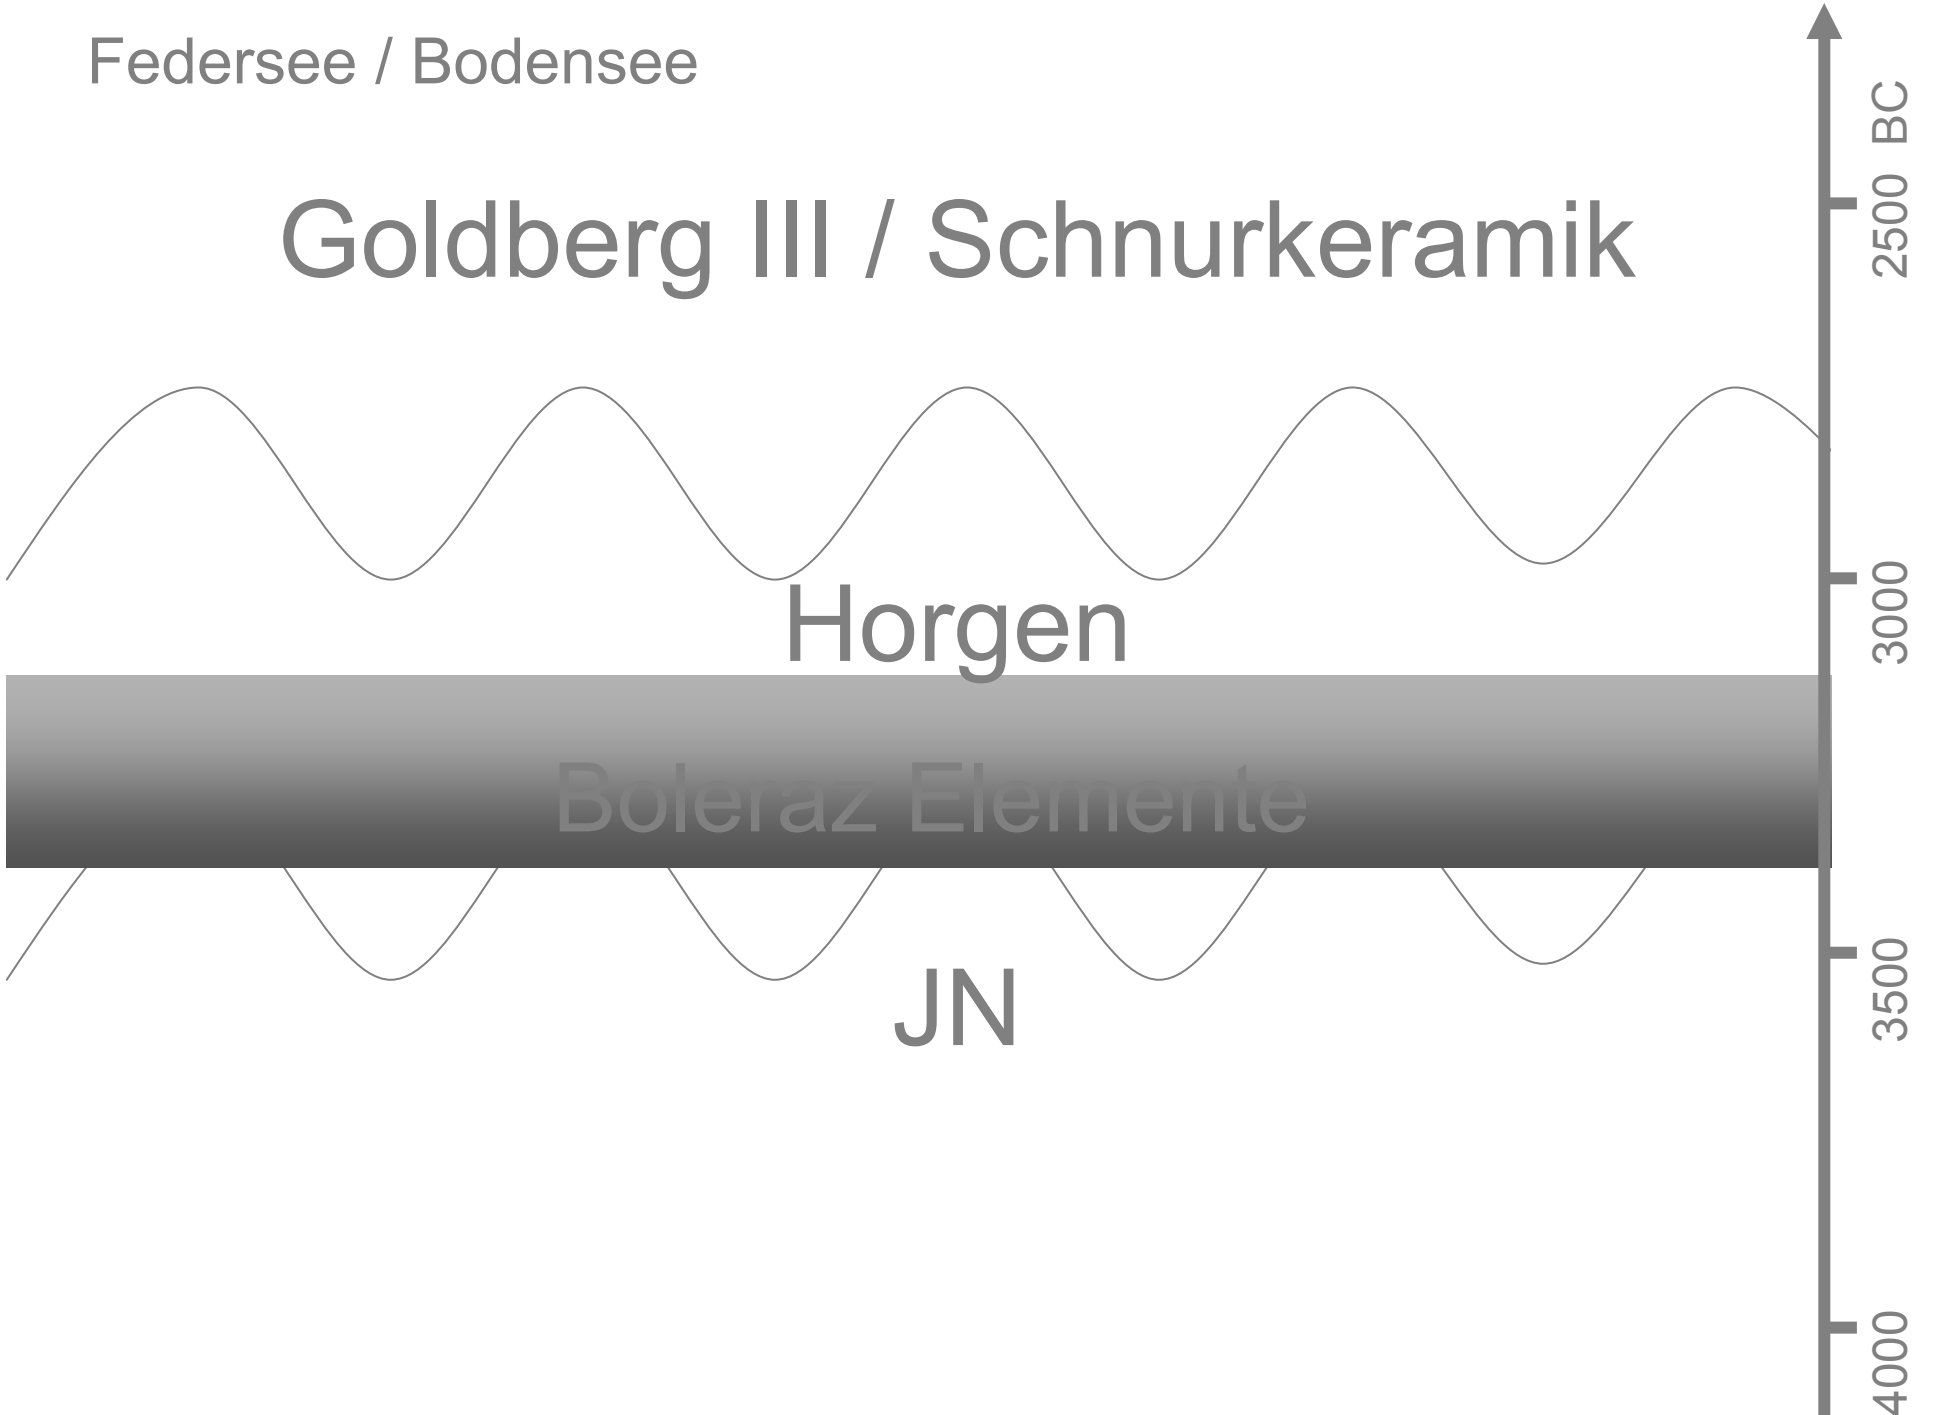 Federsee / Bodensee
BC
2500
Goldberg III / Schnurkeramik
3000
Horgen
Boleraz Elemente
3500
JN
4000